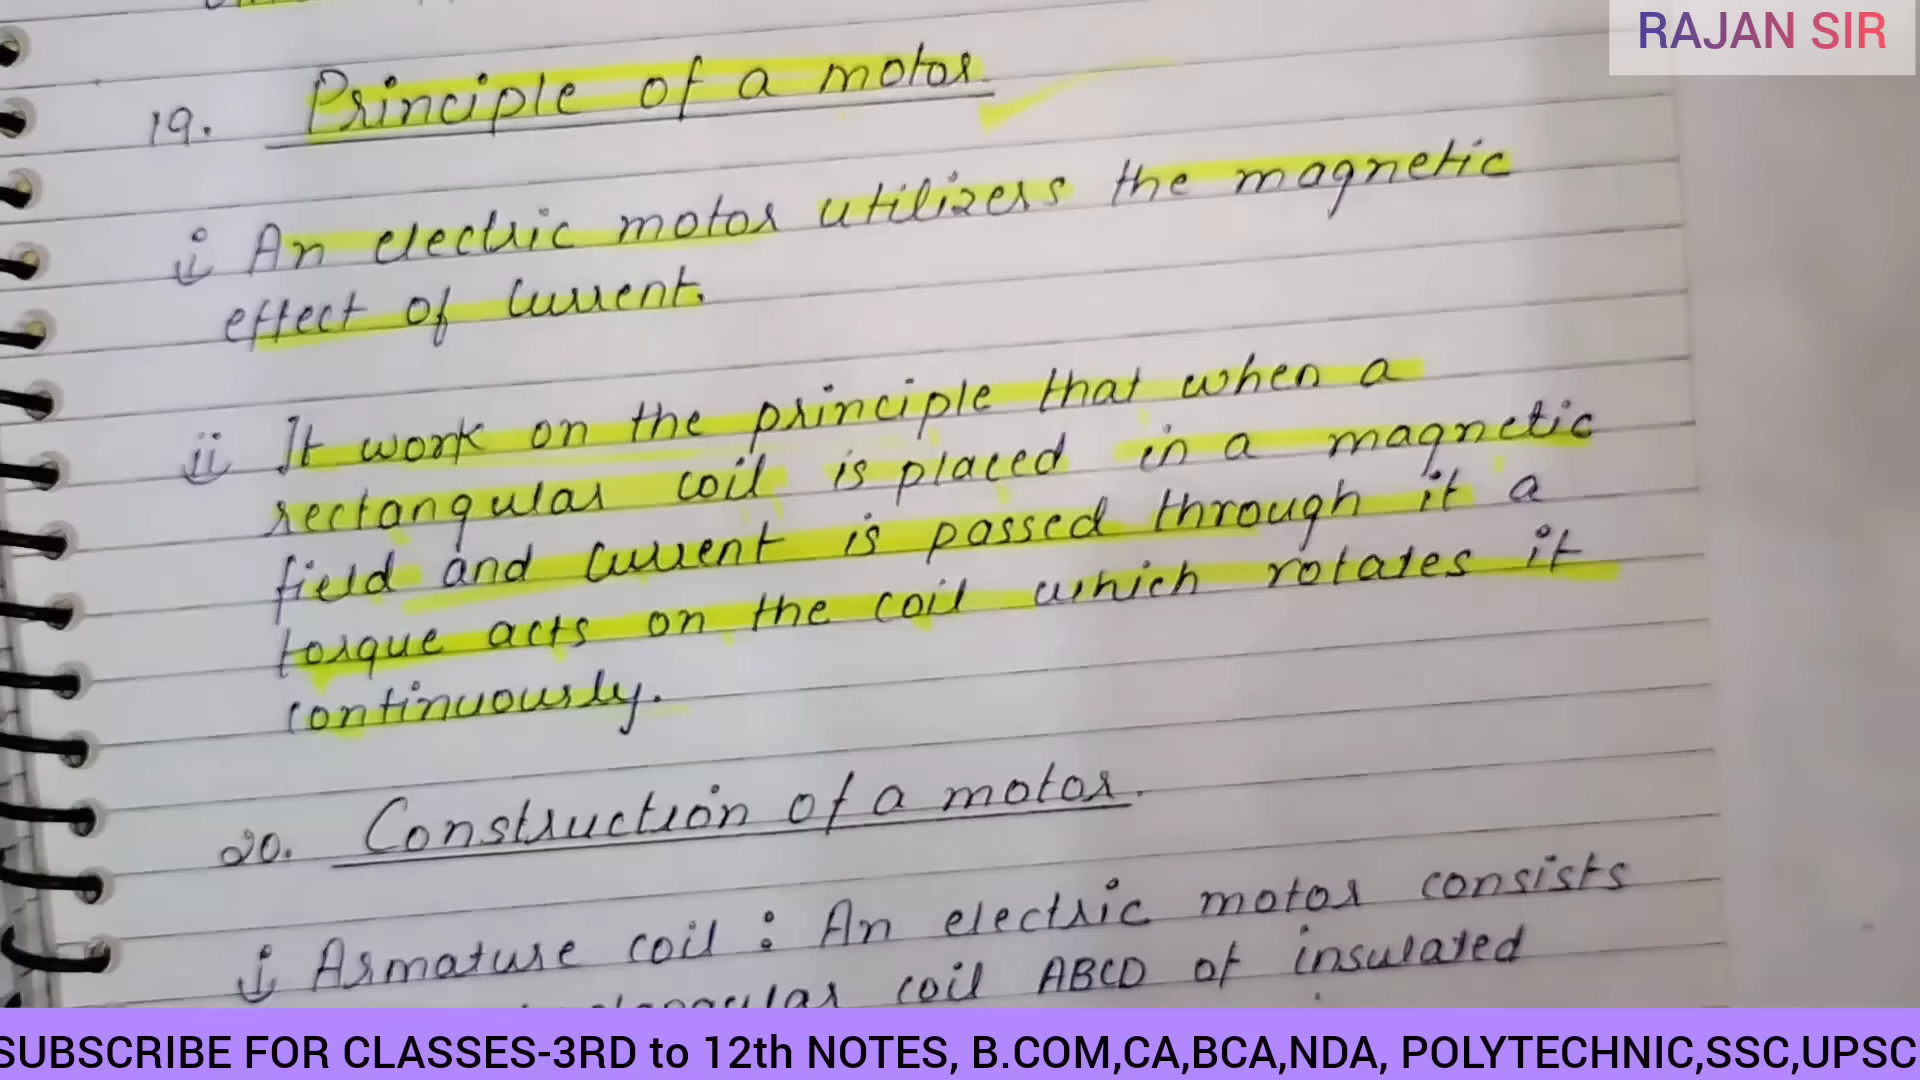 RAJAN SIR
19. Principle of a motor
i An electric motor utilizers the magnetic
effect of current.
ii It work on the principle that when a
rectangular coil is placed in a magnetic
field and current is passed through it a
torque acts on the coil which rotates it
continuously.
20. Construction of a motor.
i Armature coil : An electric motor consists
coil ABCD of insulated
SUBSCRIBE FOR CLASSES-3RD to 12th NOTES, B.COM,CA,BCA,NDA, POLYTECHNIC,SSC,UPSC